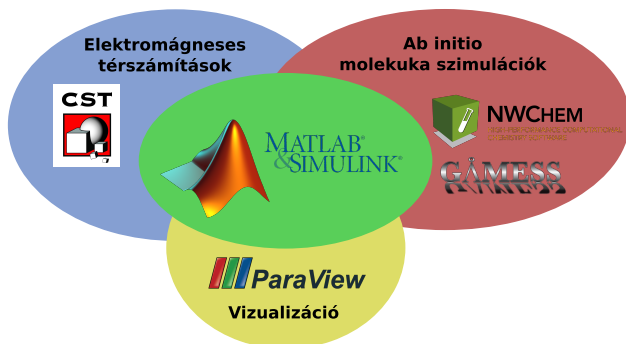 Elektromágneses
térszámítások
Ab initio
molekuka szimulációk
CST
NWCHEM
MATLAB®
&SIMULINK®
GAMESS
ParaView
Vizualizáció